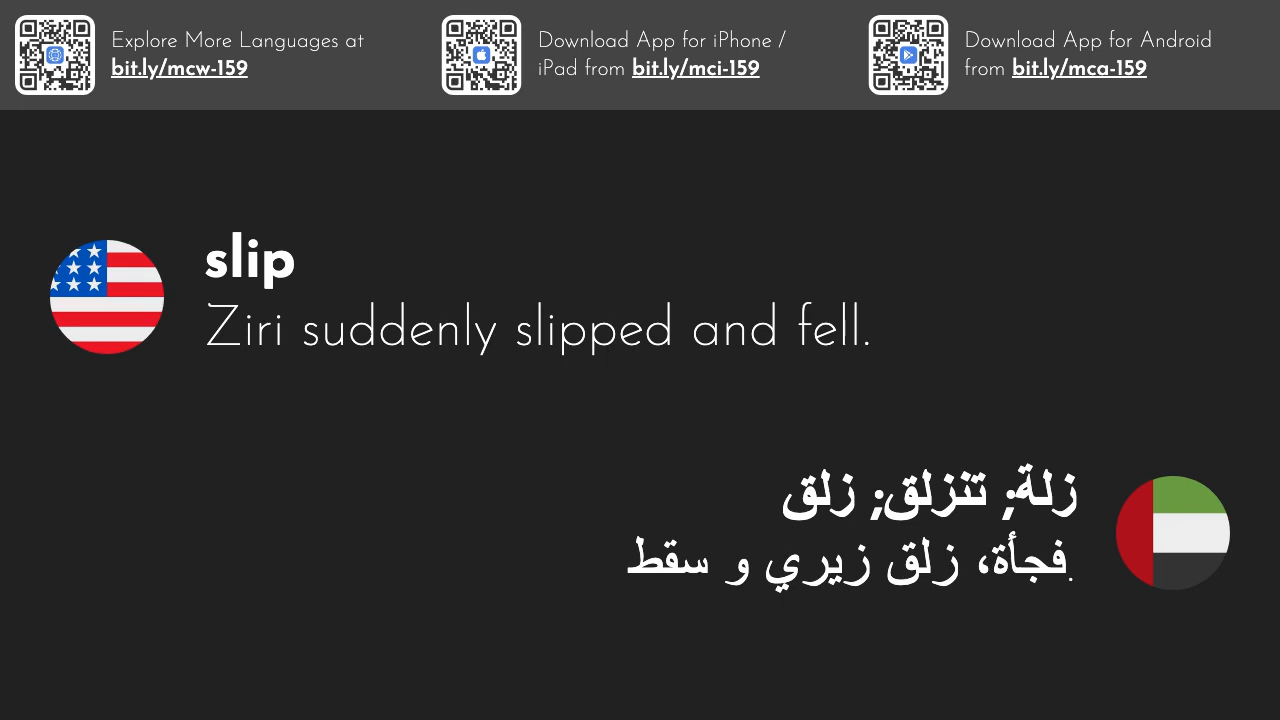 Explore More Languages at
bit.ly/mcw-159
Download App for iPhone /
iPad from bit.ly/mci-159
Download App for Android
from bit.ly/mca-159
slip
Ziri suddenly slipped and fell.
زلة; تنزلق; زلق
فجأة، زلق زيري و سقط.